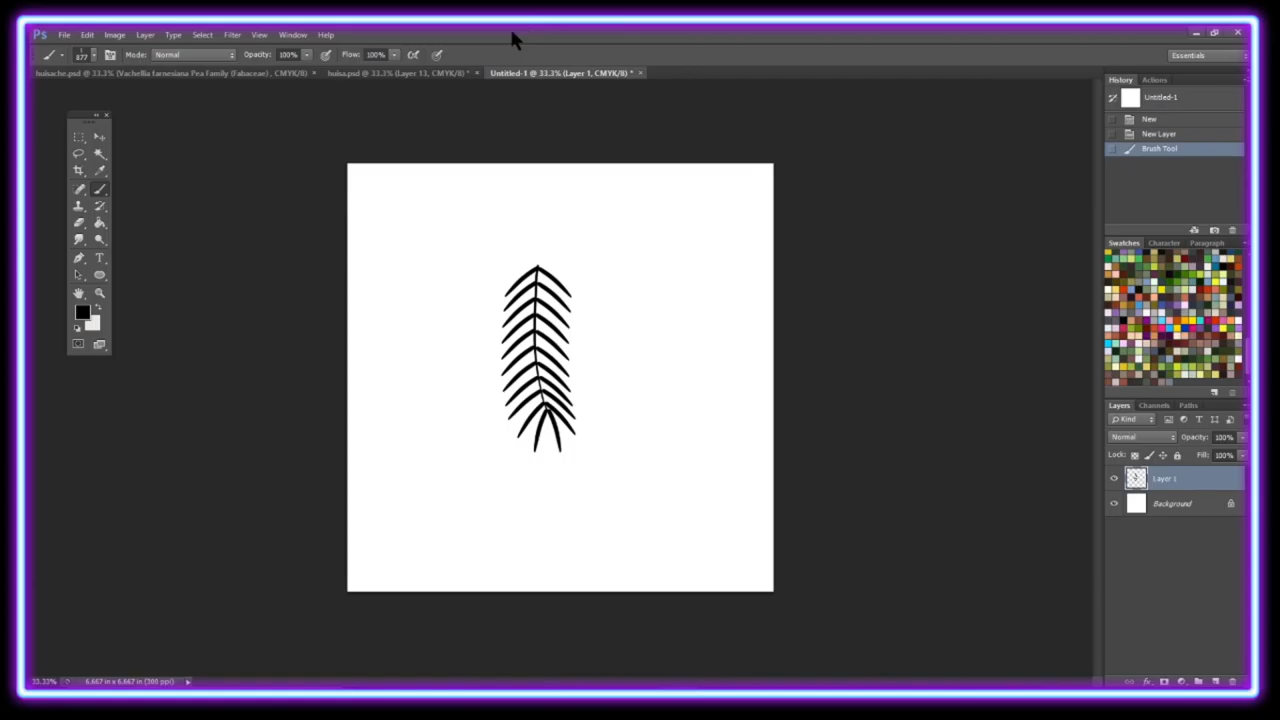 Ps File Edit Image Layer Type Select Filter View Window Help
877 Mode: Normal Opacity: 100% Flow: 100% Essentials
huisache.psd @ 33.3% (Vachellia farnesiana Pea Family (Fabaceae) , CMYK/8) × huisa.psd @ 33.3% (Layer 13, CMYK/8) * × Untitled-1 @ 33.3% (Layer 1, CMYK/8) * ×
History Actions
Untitled-1
New
New Layer
Brush Tool
Swatches Character Paragraph
Layers Channels Paths
Kind
Normal Opacity: 100%
Lock: Fill: 100%
Layer 1
Background
33.33% 6.667 in x 6.667 in (300 ppi)